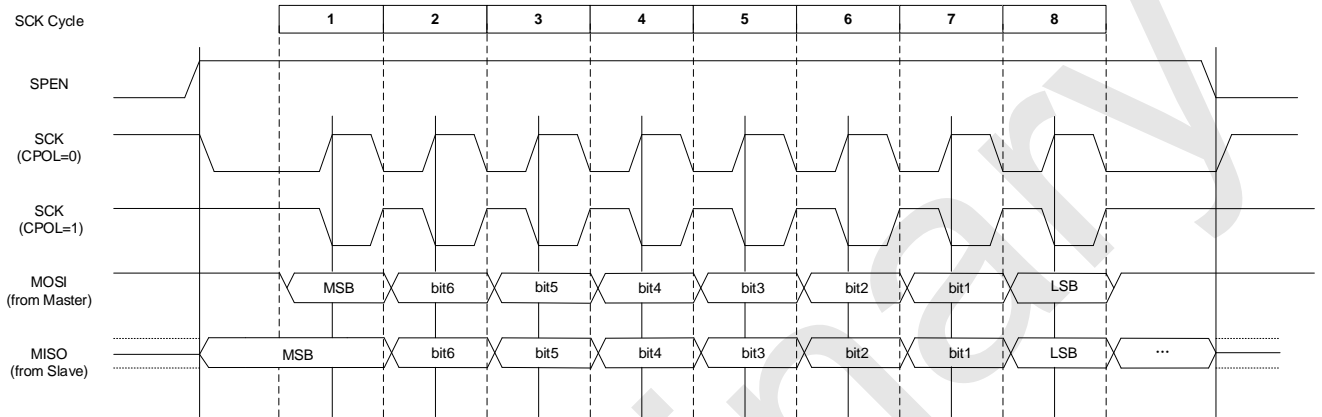 SCK Cycle 1 2 3 4 5 6 7 8
SPEN
SCK
(CPOL=0)
SCK
(CPOL=1)
MOSI
(from Master)
MSB bit6 bit5 bit4 bit3 bit2 bit1 LSB
MISO
(from Slave)
MSB bit6 bit5 bit4 bit3 bit2 bit1 LSB ...
inary